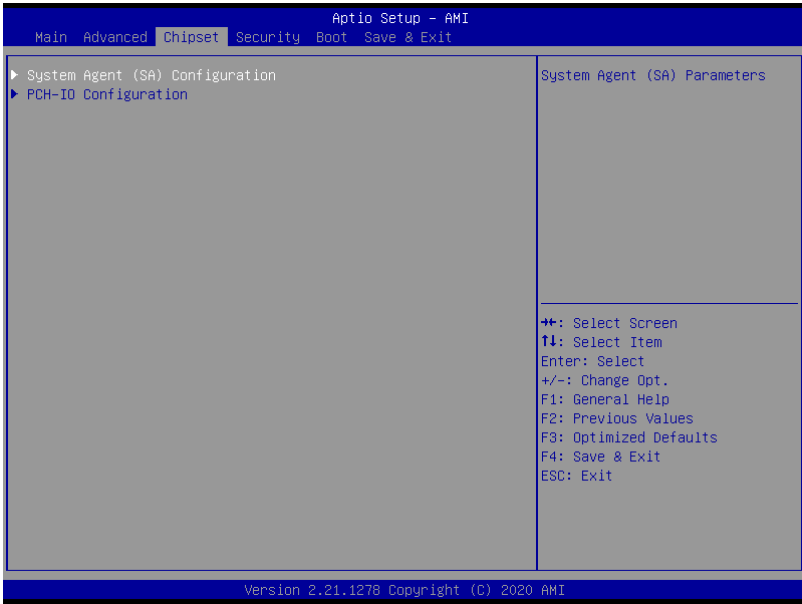 Aptio Setup - AMI
Main Advanced Chipset Security Boot Save & Exit
▶ System Agent (SA) Configuration
▶ PCH-IO Configuration
System Agent (SA) Parameters
→←: Select Screen
↑↓: Select Item
Enter: Select
+/-: Change Opt.
F1: General Help
F2: Previous Values
F3: Optimized Defaults
F4: Save & Exit
ESC: Exit
Version 2.21.1278 Copyright (C) 2020 AMI